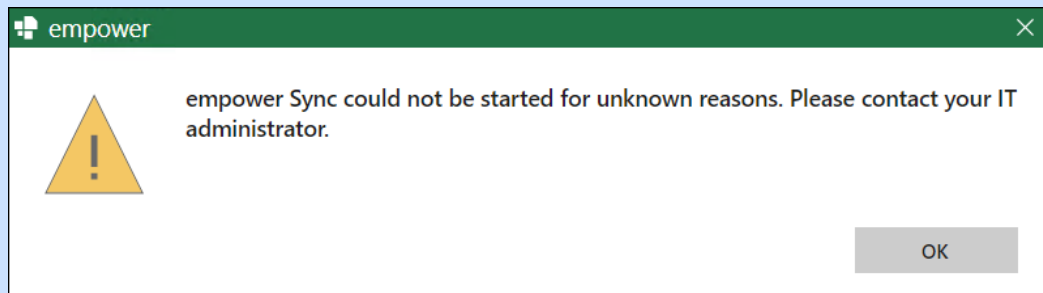 empower
empower Sync could not be started for unknown reasons. Please contact your IT
administrator.
OK